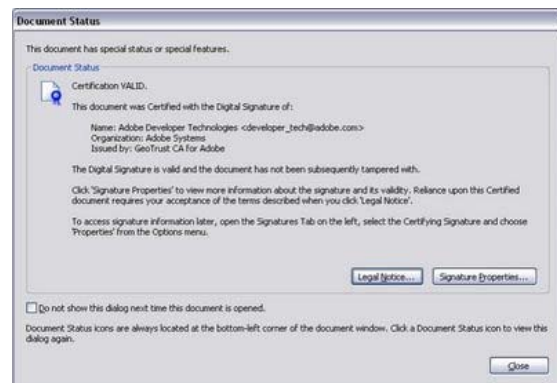 Document Status
This document has special status or special features.
Document Status
Certification VALID.
This document was Certified with the Digital Signature of:
Name: Adobe Developer Technologies <developer_tech@adobe.com>
Organization: Adobe Systems
Issued by: GeoTrust CA for Adobe
The Digital Signature is valid and the document has not been subsequently tampered with.
Click 'Signature Properties' to view more information about the signature and its validity. Reliance upon this Certified
document requires your acceptance of the terms described when you click 'Legal Notice'.
To access signature information later, open the Signatures Tab on the left, select the Certifying Signature and choose
'Properties' from the Options menu.
Legal Notice... Signature Properties...
Do not show this dialog next time this document is opened.
Document Status icons are always located at the bottom-left corner of the document window. Click a Document Status icon to view this
dialog again.
Close